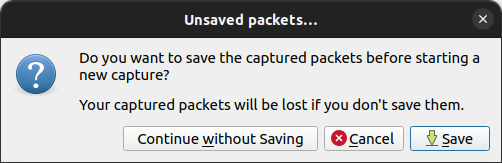 Unsaved packets...
Do you want to save the captured packets before starting a
new capture?
Your captured packets will be lost if you don't save them.
Continue without Saving
Cancel
Save